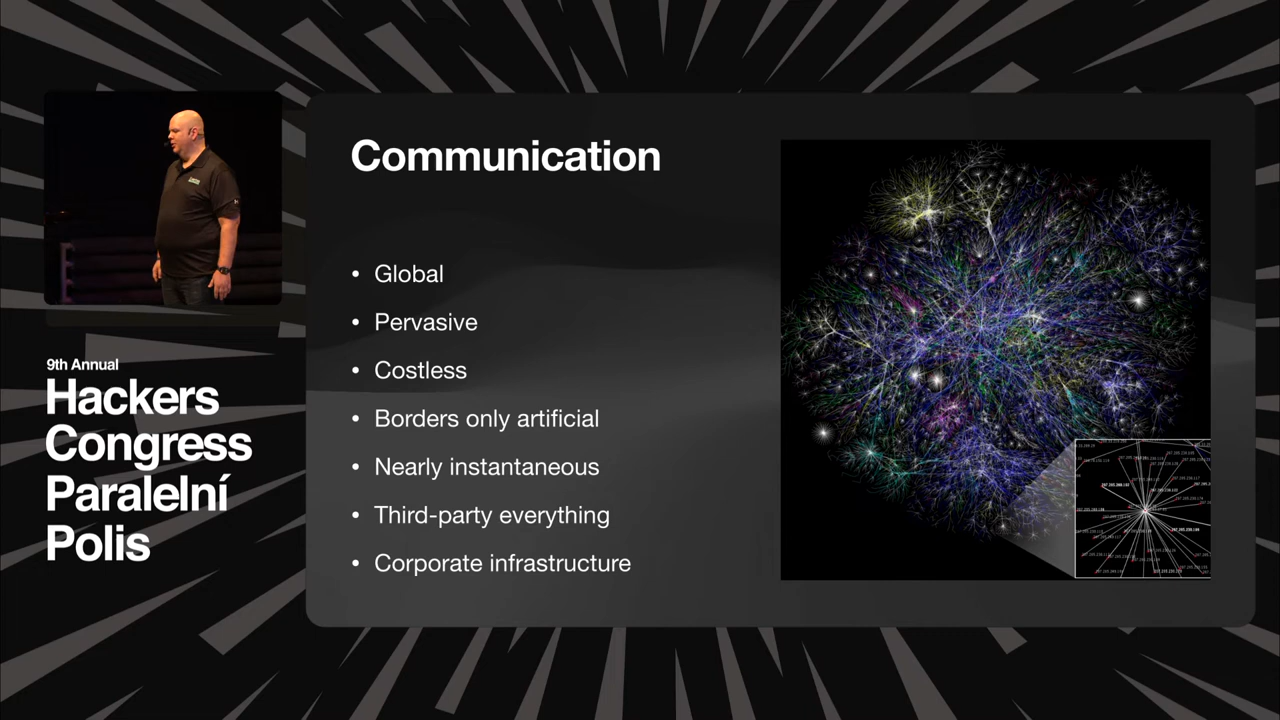 9th Annual
Hackers
Congress
Paralelní
Polis
Communication
• Global
• Pervasive
• Costless
• Borders only artificial
• Nearly instantaneous
• Third-party everything
• Corporate infrastructure